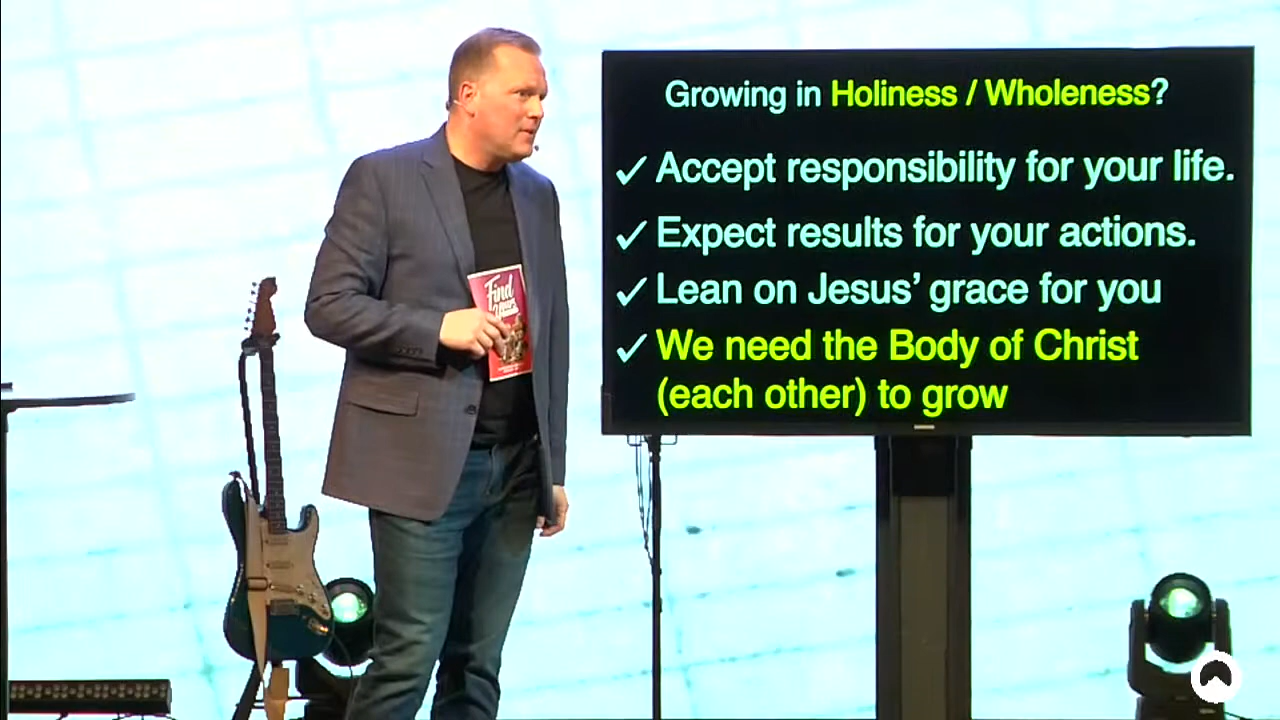 Growing in Holiness / Wholeness?
✓ Accept responsibility for your life.
✓ Expect results for your actions.
✓ Lean on Jesus’ grace for you
✓ We need the Body of Christ
(each other) to grow
Find